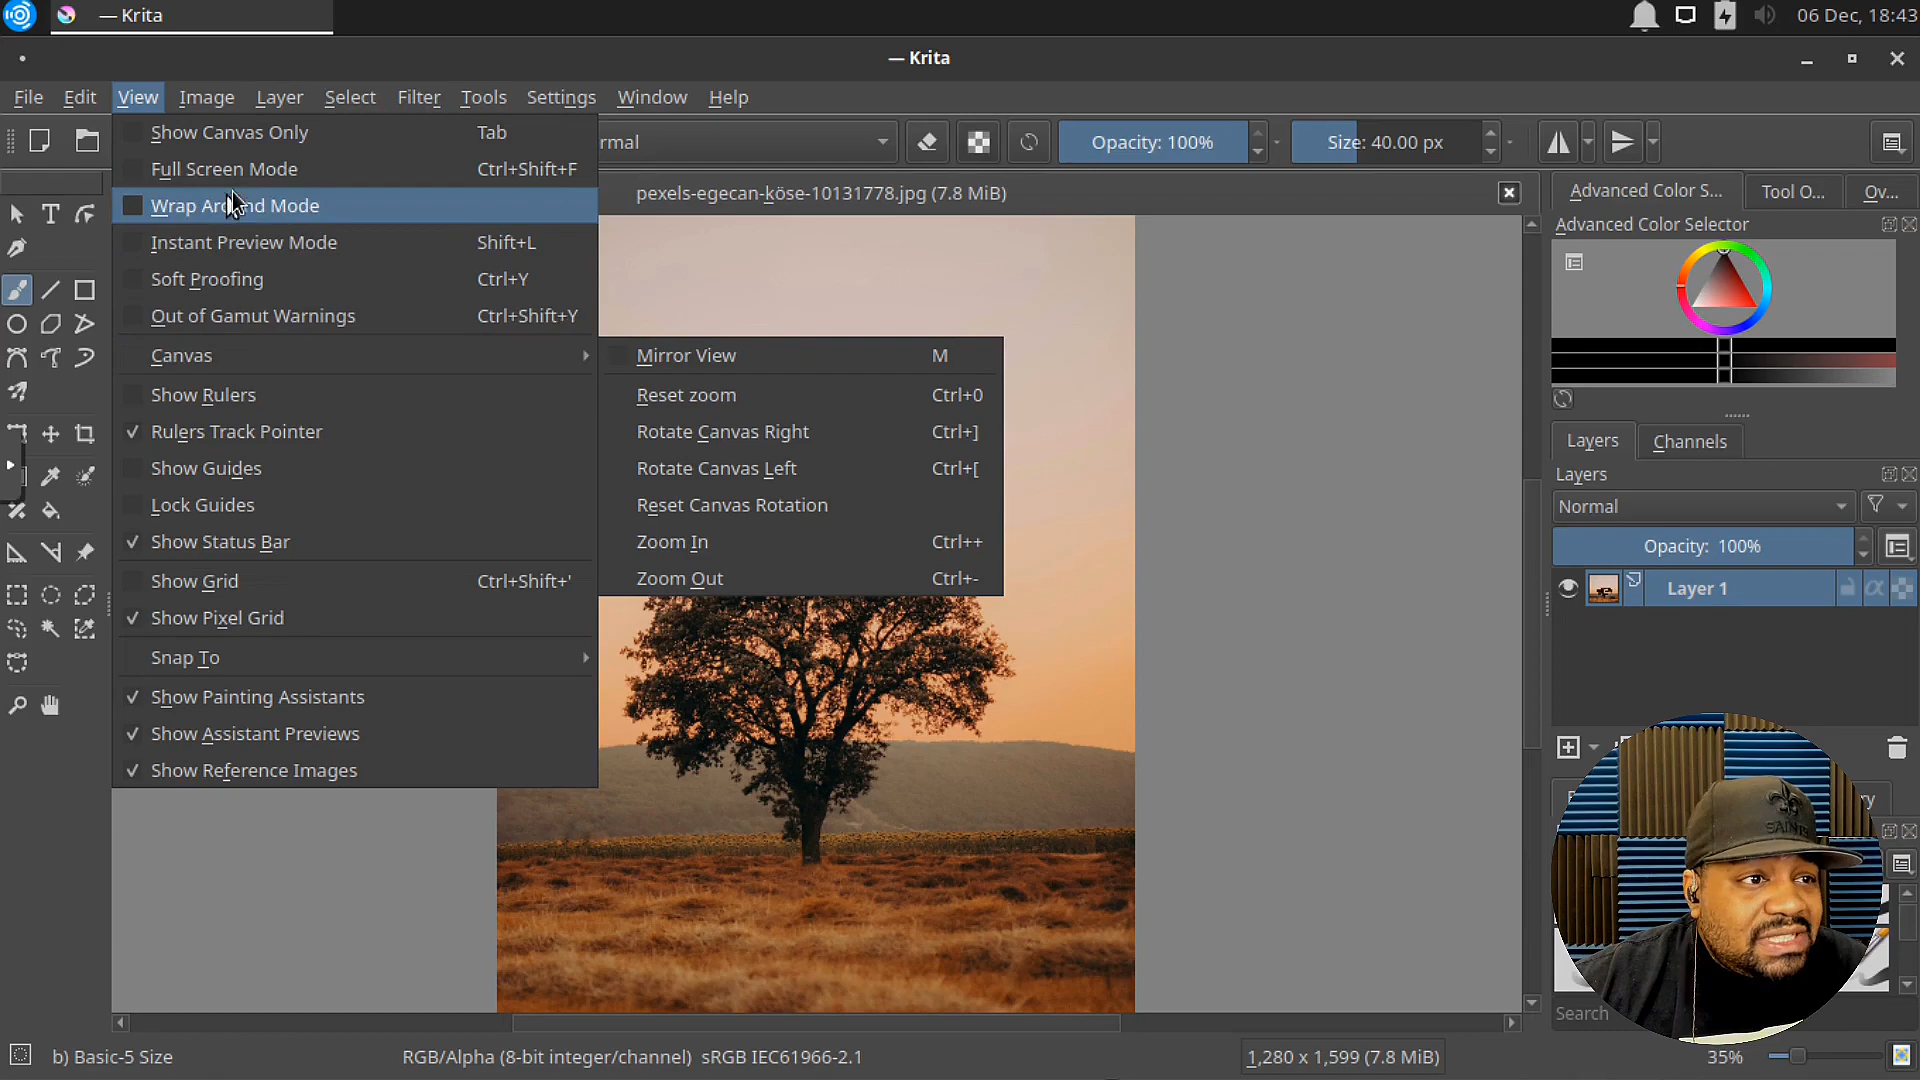 — Krita
06 Dec, 18:43
— Krita
File Edit View Image Layer Select Filter Tools Settings Window Help
Show Canvas Only Tab
Full Screen Mode Ctrl+Shift+F
Wrap Around Mode
Instant Preview Mode Shift+L
Soft Proofing Ctrl+Y
Out of Gamut Warnings Ctrl+Shift+Y
Canvas
Show Rulers
Rulers Track Pointer
Show Guides
Lock Guides
Show Status Bar
Show Grid Ctrl+Shift+'
Show Pixel Grid
Snap To
Show Painting Assistants
Show Assistant Previews
Show Reference Images
Mirror View M
Reset zoom Ctrl+0
Rotate Canvas Right Ctrl+]
Rotate Canvas Left Ctrl+[
Reset Canvas Rotation
Zoom In Ctrl++
Zoom Out Ctrl+-
rmal
Opacity: 100%
Size: 40.00 px
pexels-egecan-köse-10131778.jpg (7.8 MiB)
Advanced Color S... Tool O... Ov...
Advanced Color Selector
Layers Channels
Layers
Normal
Opacity: 100%
Layer 1
SAINTS
Search
b) Basic-5 Size
RGB/Alpha (8-bit integer/channel) sRGB IEC61966-2.1
1,280 x 1,599 (7.8 MiB)
35%